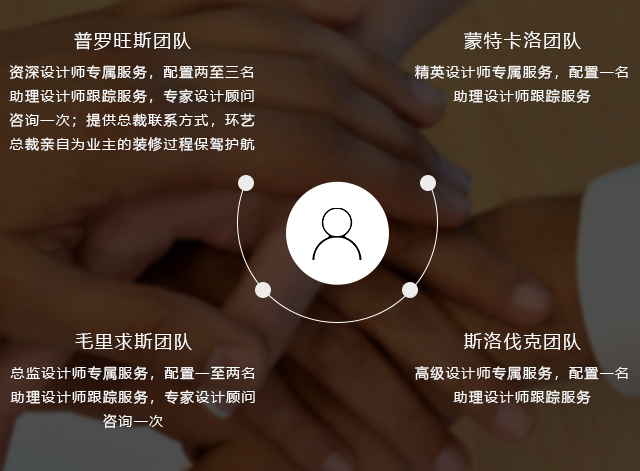 普罗旺斯团队
资深设计师专属服务，配置两至三名
助理设计师跟踪服务，专家设计顾问
咨询一次；提供总裁联系方式，环艺
总裁亲自为业主的装修过程保驾护航
蒙特卡洛团队
精英设计师专属服务，配置一名
助理设计师跟踪服务
毛里求斯团队
总监设计师专属服务，配置一至两名
助理设计师跟踪服务，专家设计顾问
咨询一次
斯洛伐克团队
高级设计师专属服务，配置一名
助理设计师跟踪服务